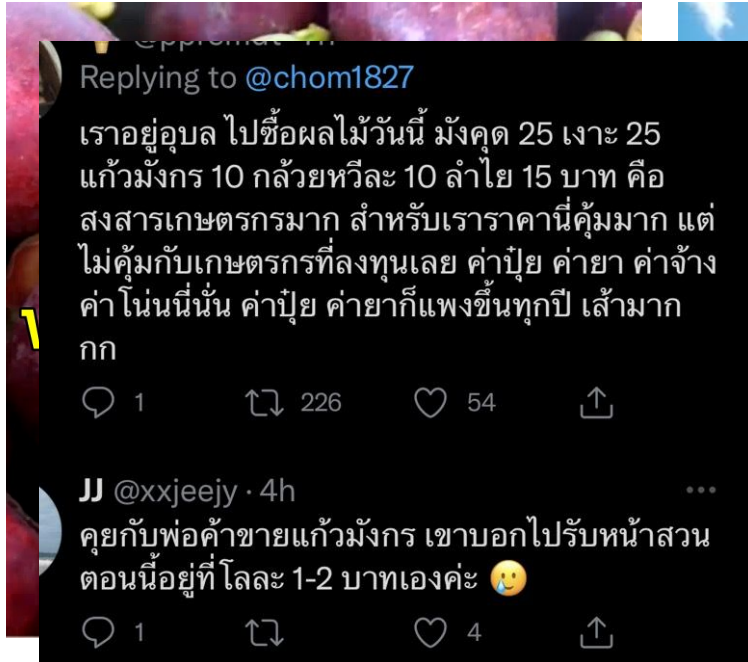 Replying to @chom1827
เราอยู่อุบล ไปซื้อผลไม้วันนี้ มังคุด 25 เงาะ 25
แก้วมังกร 10 กล้วยหวีละ 10 ลำไย 15 บาท คือ
สงสารเกษตรกรมาก สำหรับเราราคานี่คุ้มมาก แต่
ไม่คุ้มกับเกษตรกรที่ลงทุนเลย ค่าปุ๋ย ค่ายา ค่าจ้าง
ค่าโน่นนี่นั่น ค่าปุ๋ย ค่ายาก็แพงขึ้นทุกปี เส้ามาก
กก
1 226 54
JJ @xxjeejy · 4h
คุยกับพ่อค้าขายแก้วมังกร เขาบอกไปรับหน้าสวน
ตอนนี้อยู่ที่โลละ 1-2 บาทเองค่ะ 🥲
1 4